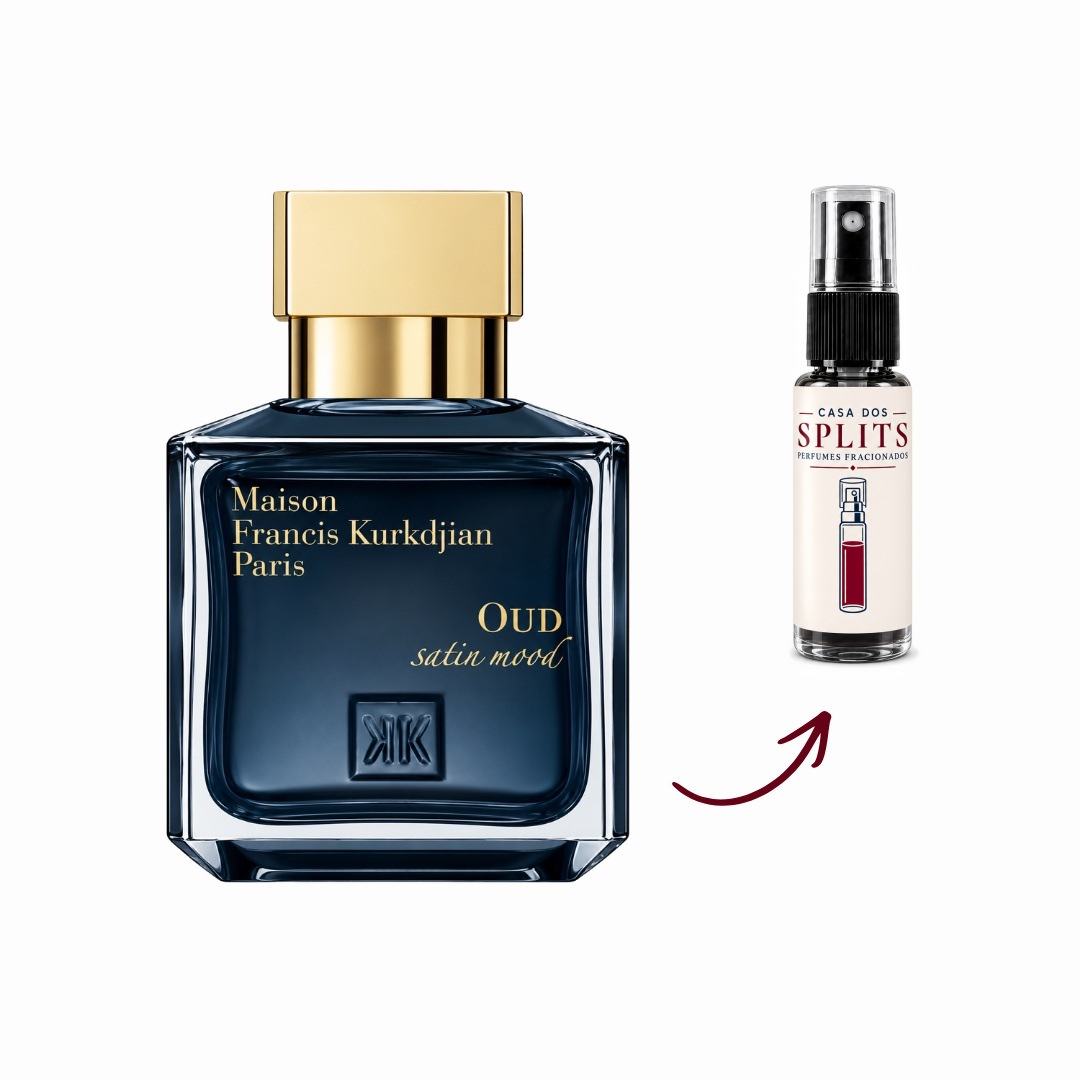 Maison
Francis Kurkdjian
Paris
OUD
satin mood
CASA DOS
SPLITS
PERFUMES FRACIONADOS